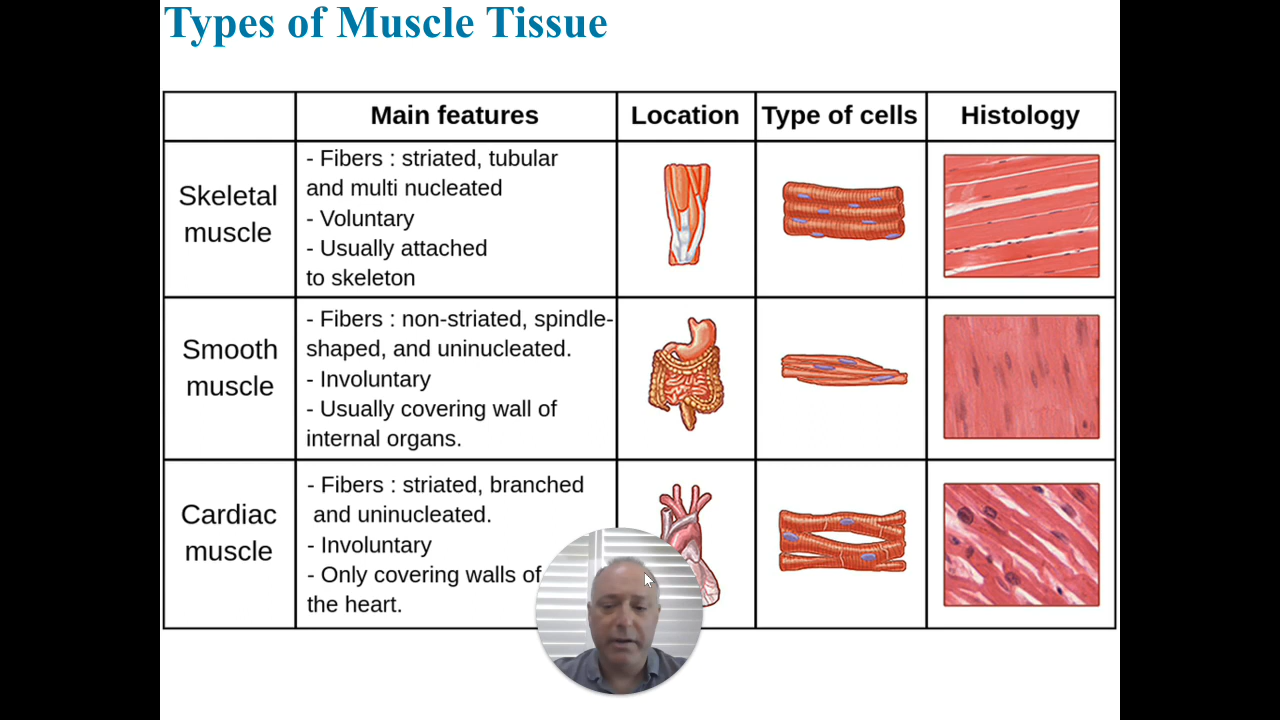 Types of Muscle Tissue
Main features
Location
Type of cells
Histology
Skeletal
muscle
- Fibers : striated, tubular
and multi nucleated
- Voluntary
- Usually attached
to skeleton
Smooth
muscle
- Fibers : non-striated, spindle-
shaped, and uninucleated.
- Involuntary
- Usually covering wall of
internal organs.
Cardiac
muscle
- Fibers : striated, branched
and uninucleated.
- Involuntary
- Only covering walls of
the heart.